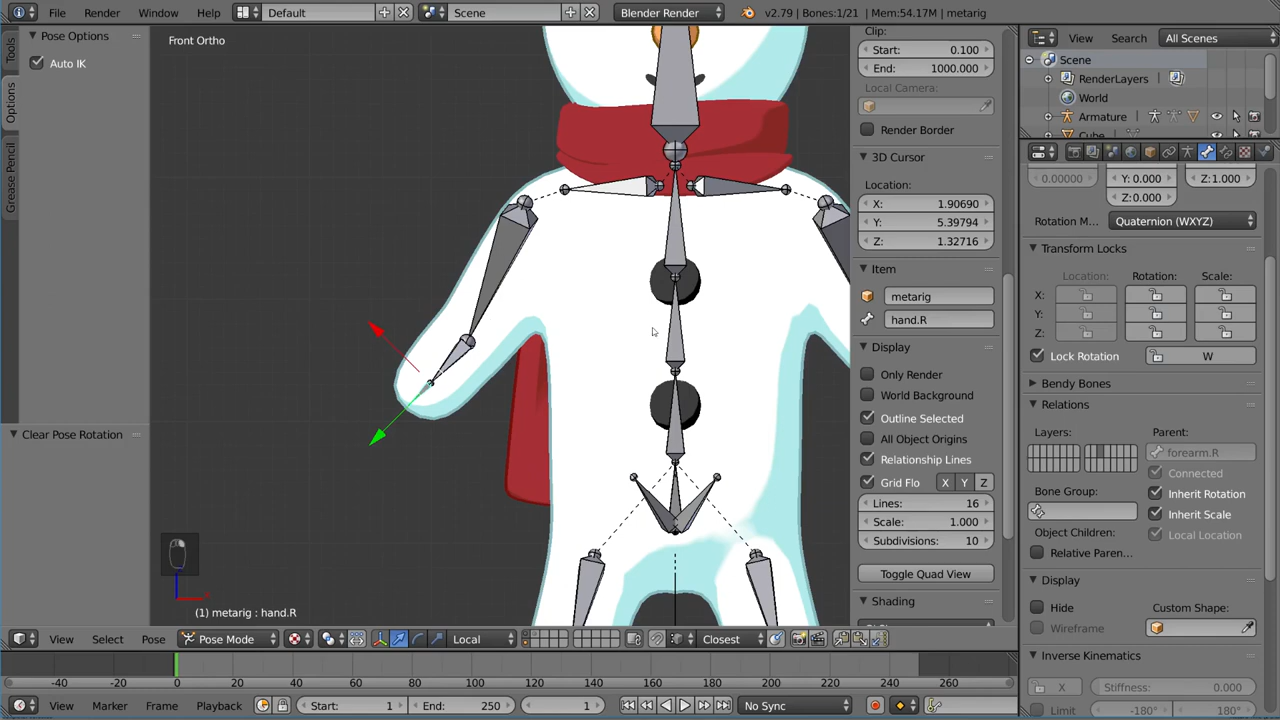 File Render Window Help Default Scene Blender Render v2.79 | Bones:1/21 | Mem:54.17M | metarig
Pose Options
Auto IK
Tools
Options
Grease Pencil
Clear Pose Rotation
Front Ortho
(1) metarig : hand.R
Clip:
Start: 0.100
End: 1000.000
Local Camera:
Render Border
3D Cursor
Location:
X: 1.90690
Y: 5.39794
Z: 1.32716
Item
metarig
hand.R
Display
Only Render
World Background
Outline Selected
All Object Origins
Relationship Lines
Grid Flo X Y Z
Lines: 16
Scale: 1.000
Subdivisions: 10
Toggle Quad View
Shading
View Search All Scenes
Scene
RenderLayers
World
Armature
Cube
0.00000 Y: 0.000 Z:1.000
Z:0.000
Rotation M... Quaternion (WXYZ)
Transform Locks
Location: Rotation: Scale:
X:
Y:
Z:
Lock Rotation W
Bendy Bones
Relations
Layers: Parent:
forearm.R
Connected
Bone Group: Inherit Rotation
Inherit Scale
Object Children: Local Location
Relative Paren...
Display
Hide Custom Shape:
Wireframe
Inverse Kinematics
X Stiffness: 0.000
Limit -180° 180°
View Select Pose Pose Mode Local Closest
-40 -20 0 20 40 60 80 100 120 140 160 180 200 220 240 260
View Marker Frame Playback Start: 1 End: 250 1 No Sync